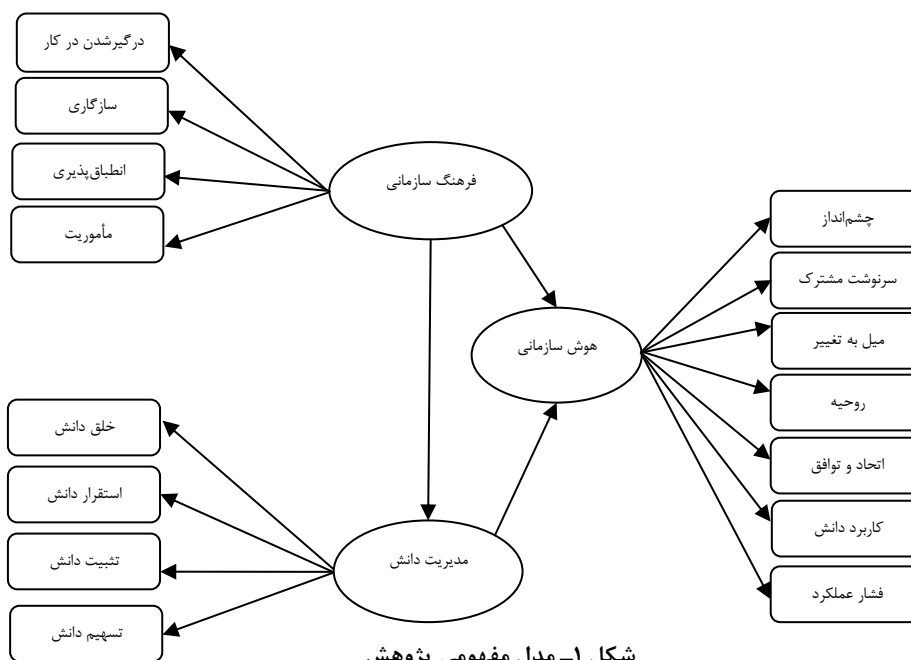 درگیرشدن در کار
سازگاری
انطباق‌پذیری
مأموریت
فرهنگ سازمانی
چشم‌انداز
سرنوشت مشترک
میل به تغییر
روحیه
اتحاد و توافق
کاربرد دانش
فشار عملکرد
هوش سازمانی
خلق دانش
استقرار دانش
تثبیت دانش
تسهیم دانش
مدیریت دانش
شکل ۱ـ مدل مفهومی پژوهش